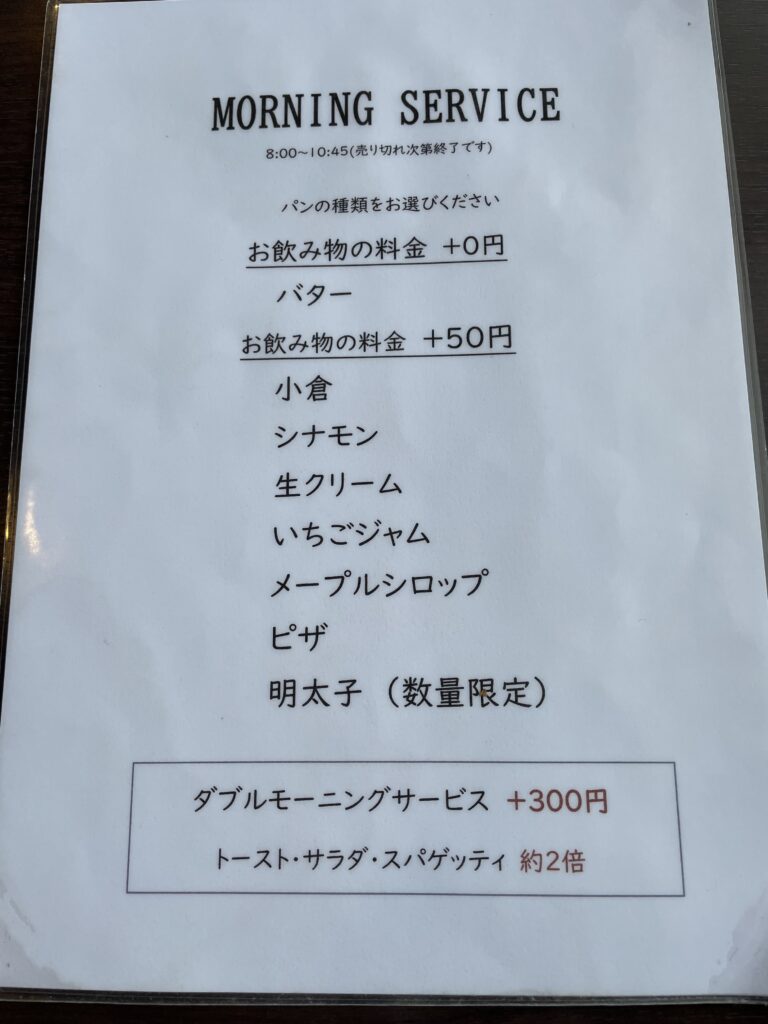 MORNING SERVICE
8:00~10:45(売り切れ次第終了です)
パンの種類をお選びください
お飲み物の料金 +0円
バター
お飲み物の料金 +50円
小倉
シナモン
生クリーム
いちごジャム
メープルシロップ
ピザ
明太子 (数量限定)
ダブルモーニングサービス +300円
トースト・サラダ・スパゲッティ 約2倍